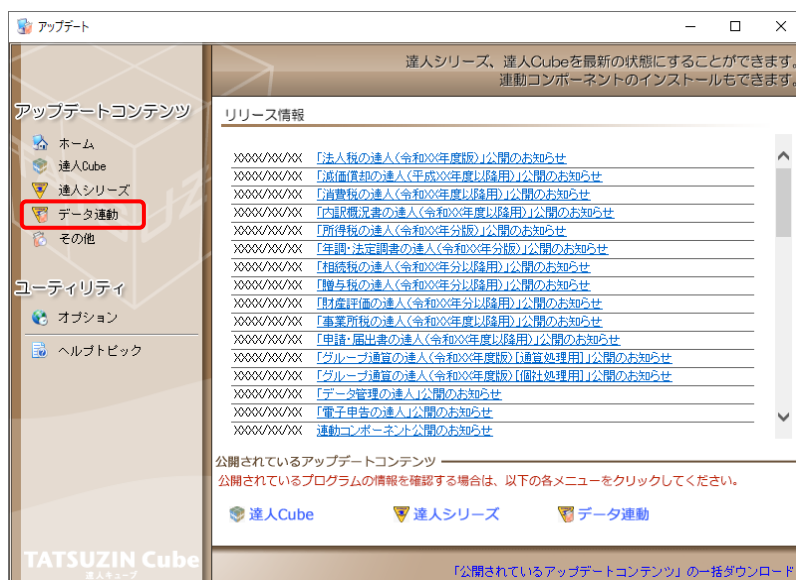 アップデート
達人シリーズ、達人Cubeを最新の状態にすることができます。
連動コンポーネントのインストールもできます。
アップデートコンテンツ
ホーム
達人Cube
達人シリーズ
データ連動
その他
ユーティリティ
オプション
ヘルプトピック
リリース情報
XXXX/XX/XX 「法人税の達人(令和XX年度版)」公開のお知らせ
XXXX/XX/XX 「減価償却の達人(平成XX年度以降用)」公開のお知らせ
XXXX/XX/XX 「消費税の達人(令和XX年度以降用)」公開のお知らせ
XXXX/XX/XX 「内訳概況書の達人(令和XX年度以降用)」公開のお知らせ
XXXX/XX/XX 「所得税の達人(令和XX年分版)」公開のお知らせ
XXXX/XX/XX 「年調・法定調書の達人(令和XX年分版)」公開のお知らせ
XXXX/XX/XX 「相続税の達人(令和XX年分以降用)」公開のお知らせ
XXXX/XX/XX 「贈与税の達人(令和XX年分以降用)」公開のお知らせ
XXXX/XX/XX 「財産評価の達人(令和XX年分以降用)」公開のお知らせ
XXXX/XX/XX 「事業所税の達人(令和XX年度以降用)」公開のお知らせ
XXXX/XX/XX 「申請・届出書の達人(令和XX年度以降用)」公開のお知らせ
XXXX/XX/XX 「グループ通算の達人(令和XX年度版)[通算処理用]」公開のお知らせ
XXXX/XX/XX 「グループ通算の達人(令和XX年度版)[個社処理用]」公開のお知らせ
XXXX/XX/XX 「データ管理の達人」公開のお知らせ
XXXX/XX/XX 「電子申告の達人」公開のお知らせ
XXXX/XX/XX 連動コンポーネント公開のお知らせ
公開されているアップデートコンテンツ
公開されているプログラムの情報を確認する場合は、以下の各メニューをクリックしてください。
達人Cube 達人シリーズ データ連動
TATSUZIN Cube
達人キューブ
「公開されているアップデートコンテンツ」の一括ダウンロード